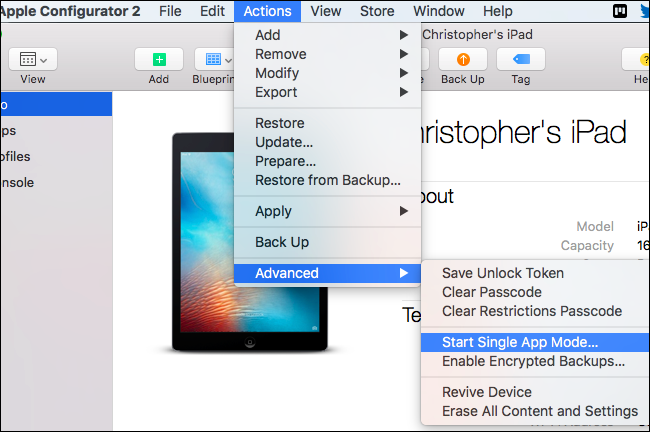 Apple Configurator 2 File Edit Actions View Store Window Help
Christopher's iPad
View Add Blueprin Back Up Tag He
Add
Remove
Modify
Export
Restore
Update...
Prepare...
Restore from Backup...
Apply
Back Up
Advanced
Save Unlock Token
Clear Passcode
Clear Restrictions Passcode
Start Single App Mode...
Enable Encrypted Backups...
Revive Device
Erase All Content and Settings
o
ps
ofiles
onsole
hristopher's iPad
bout
Model iP
Capacity 16
Te